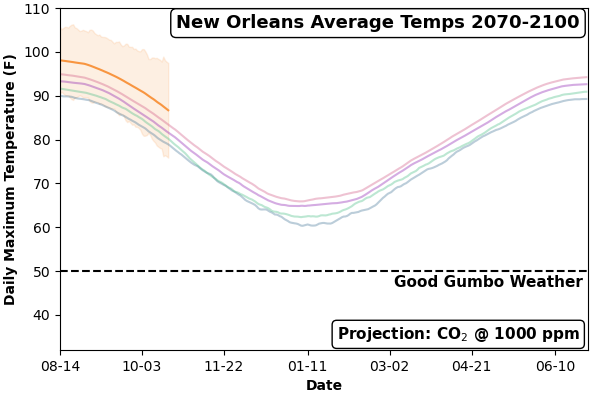 New Orleans Average Temps 2070-2100
Daily Maximum Temperature (F)
110
100
90
80
70
60
50
40
Good Gumbo Weather
Projection: CO₂ @ 1000 ppm
08-14 10-03 11-22 01-11 03-02 04-21 06-10
Date